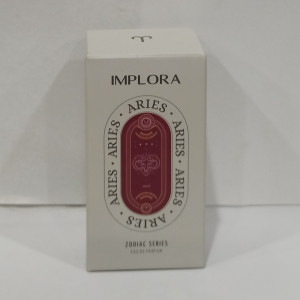 IMPLORA
ARIES · ARIES · ARIES · ARIES · ARIES · ARIES ·
ZODIAC SERIES
EAU DE PARFUM